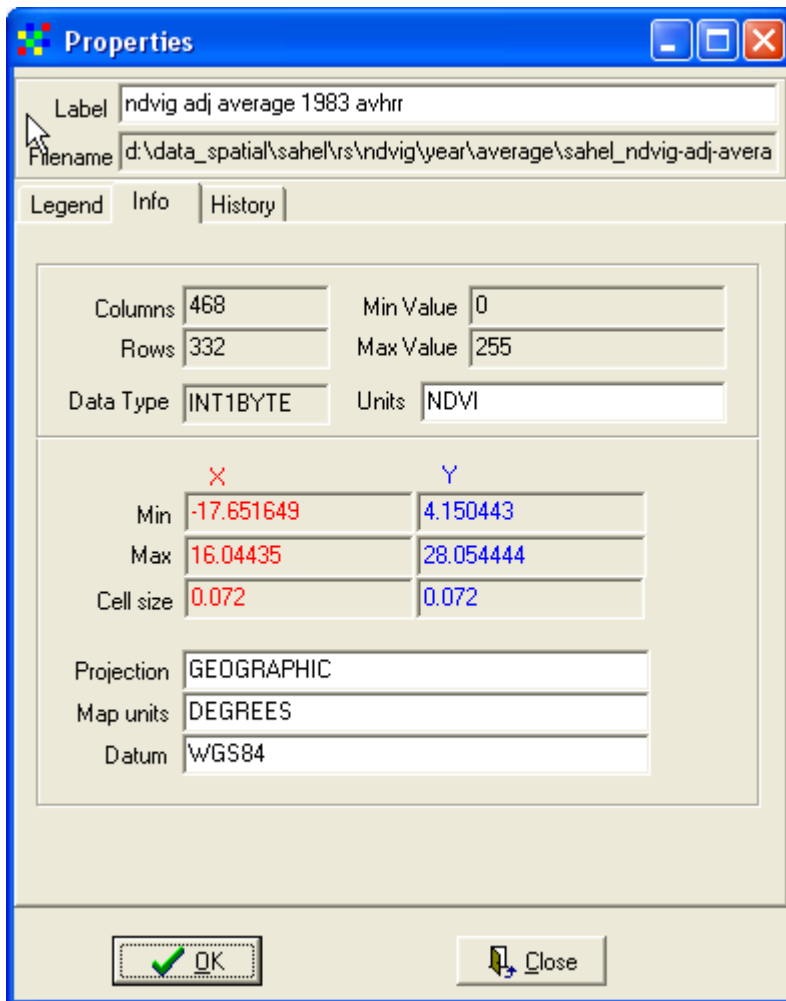 Properties
Label ndvig adj average 1983 avhrr
Filename d:\data_spatial\sahel\rs\ndvig\year\average\sahel_ndvig-adj-avera
Legend Info History
Columns 468 Min Value 0
Rows 332 Max Value 255
Data Type INT1BYTE Units NDVI
X Y
Min -17.651649 4.150443
Max 16.04435 28.054444
Cell size 0.072 0.072
Projection GEOGRAPHIC
Map units DEGREES
Datum WGS84
OK Close